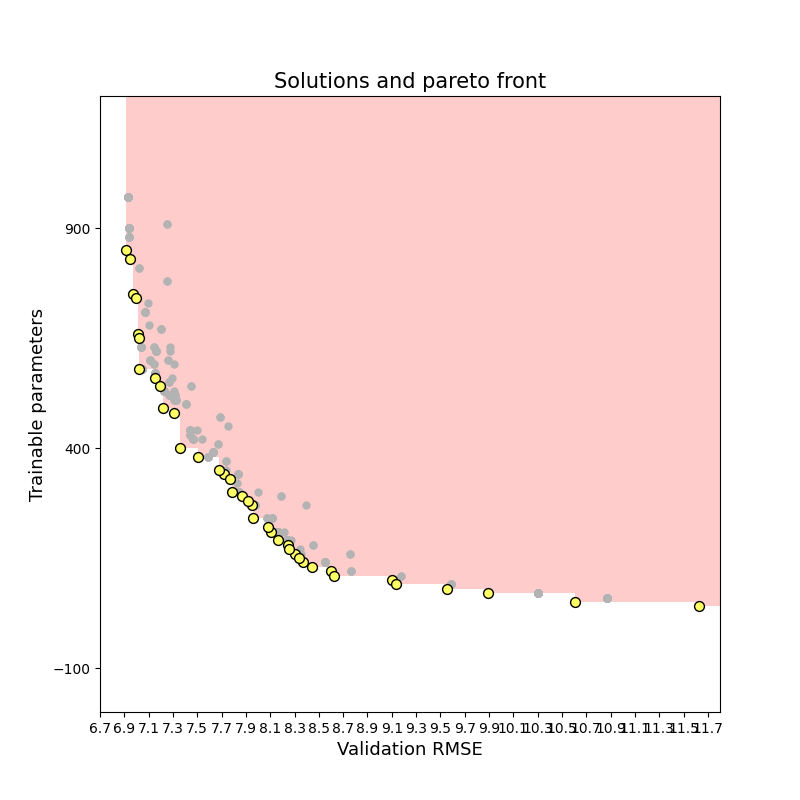 Solutions and pareto front
Trainable parameters
900
400
−100
6.7 6.9 7.1 7.3 7.5 7.7 7.9 8.1 8.3 8.5 8.7 8.9 9.1 9.3 9.5 9.7 9.9 10.1 10.3 10.5 10.7 10.9 11.1 11.3 11.5 11.7
Validation RMSE